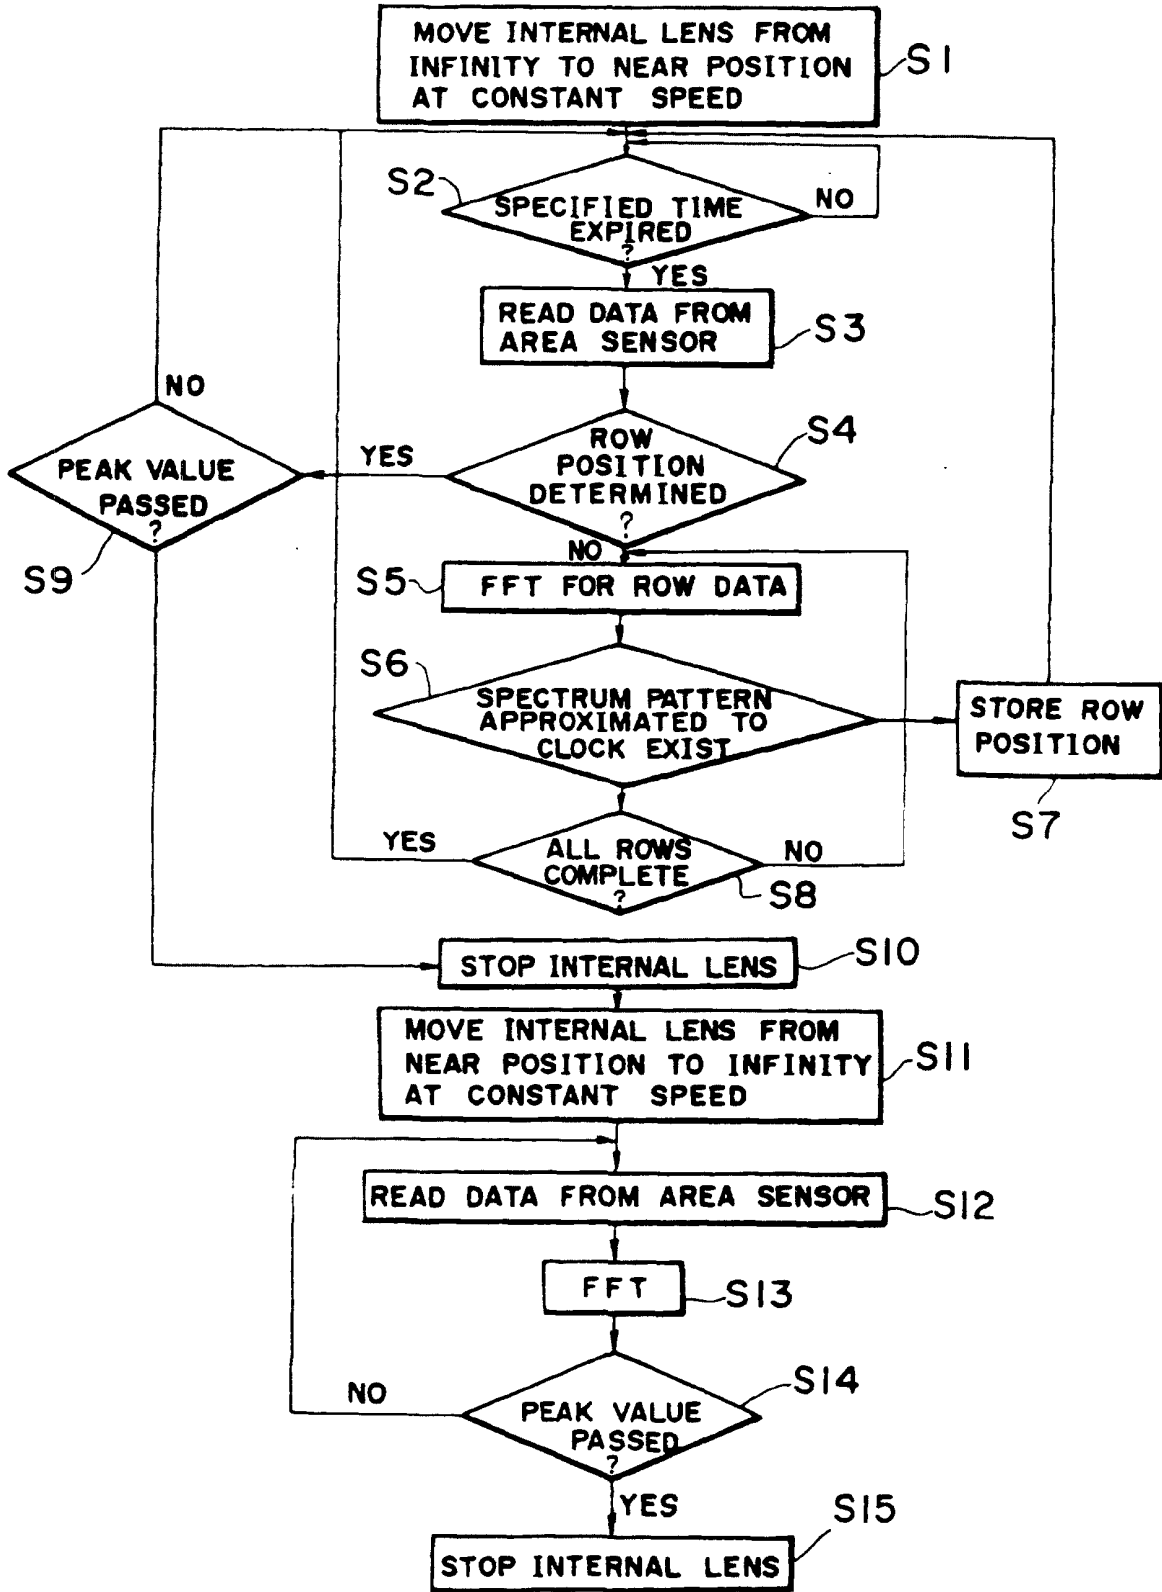 MOVE INTERNAL LENS FROM
INFINITY TO NEAR POSITION
AT CONSTANT SPEED
S1
S2
SPECIFIED TIME
EXPIRED
?
NO
YES
READ DATA FROM
AREA SENSOR
S3
NO
ROW
POSITION
DETERMINED
?
S4
YES
PEAK VALUE
PASSED
?
S9
NO
S5
FFT FOR ROW DATA
S6
SPECTRUM PATTERN
APPROXIMATED TO
CLOCK EXIST
STORE ROW
POSITION
S7
YES
ALL ROWS
COMPLETE
?
NO
S8
STOP INTERNAL LENS
S10
MOVE INTERNAL LENS FROM
NEAR POSITION TO INFINITY
AT CONSTANT SPEED
S11
READ DATA FROM AREA SENSOR
S12
FFT
S13
NO
PEAK VALUE
PASSED
?
S14
YES
STOP INTERNAL LENS
S15